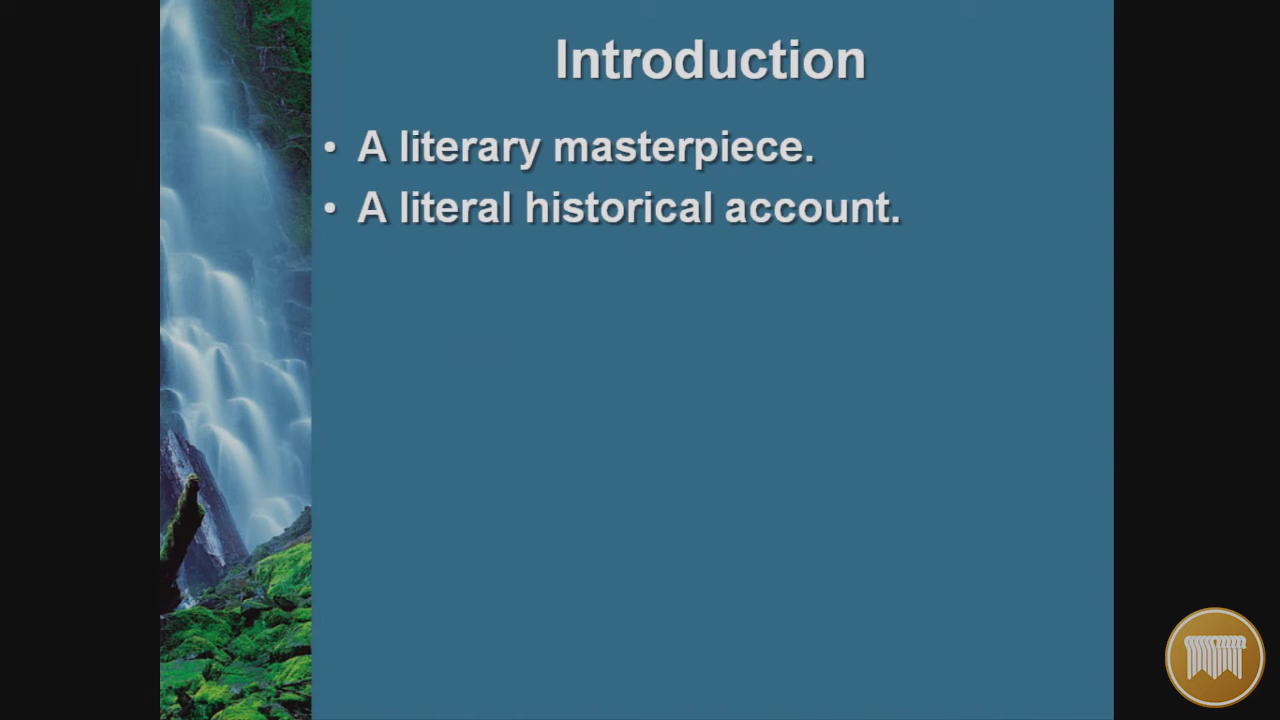 Introduction
• A literary masterpiece.
• A literal historical account.